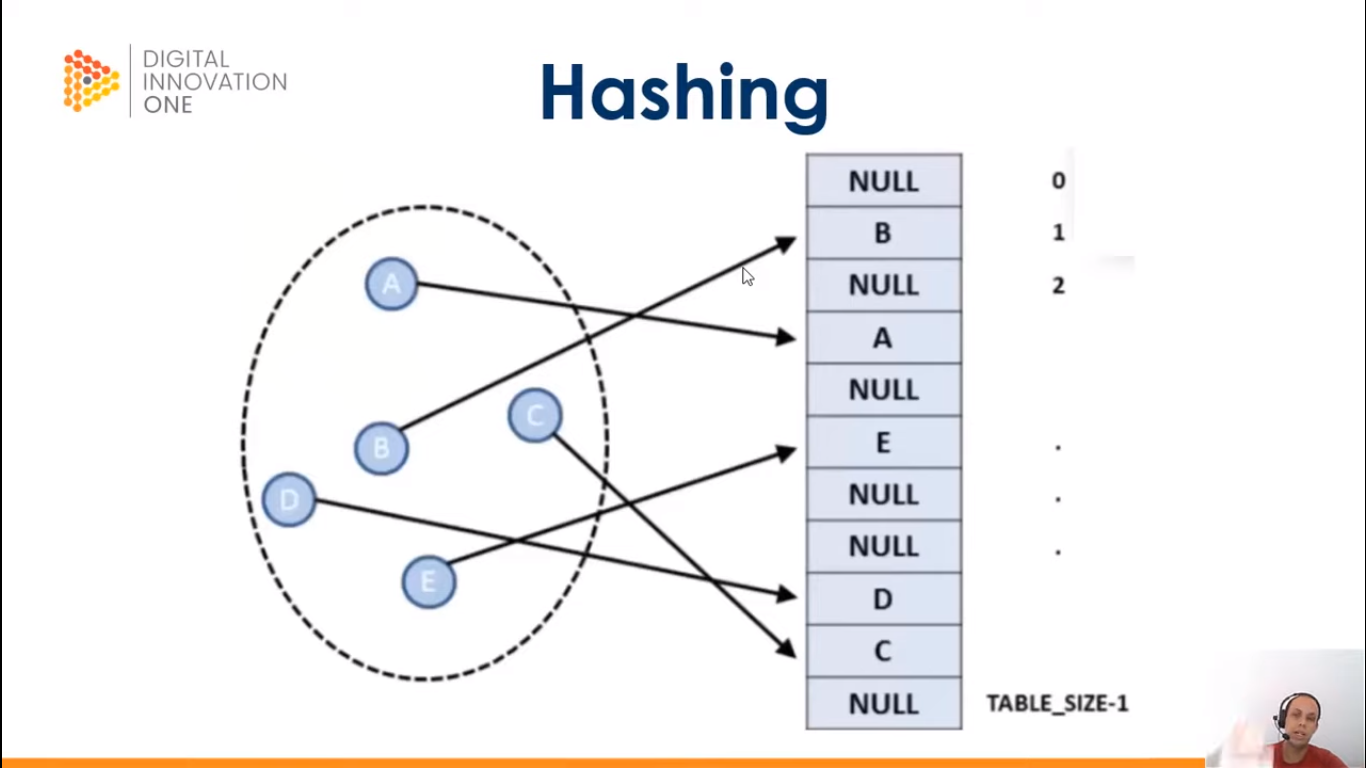 DIGITAL
INNOVATION
ONE
Hashing
A
B
C
D
E
NULL 0
B 1
NULL 2
A
NULL
E .
NULL .
NULL .
D
C
NULL TABLE_SIZE-1